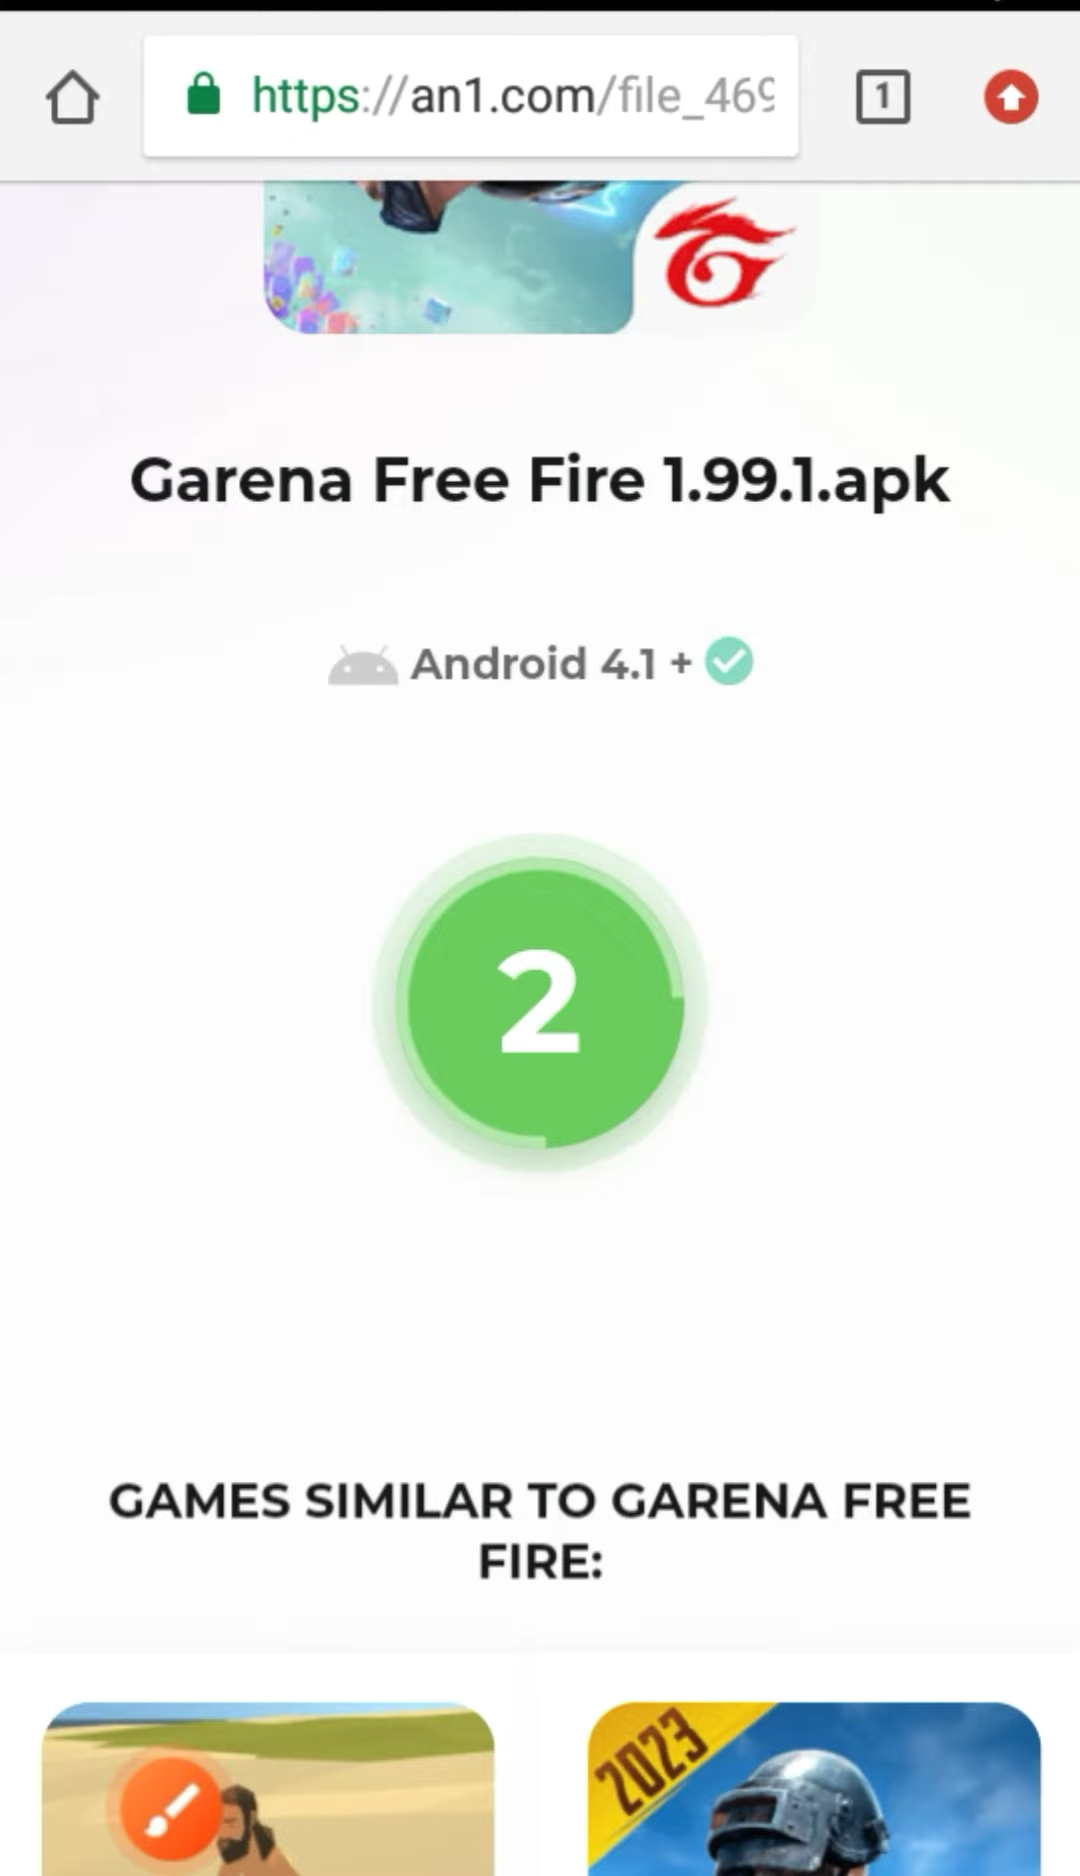 1
https://an1.com/file_469
Garena Free Fire 1.99.1.apk
Android 4.1 +
2
GAMES SIMILAR TO GARENA FREE
FIRE:
2023